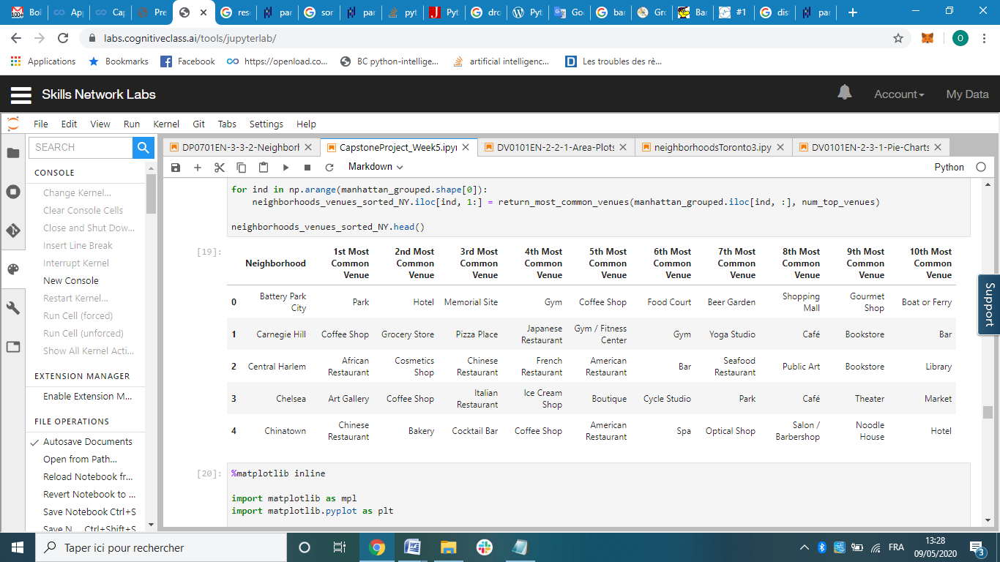 100+ Boî Ap Cap Pre res par sor par pyt Pyt dro Pyt Goo bar Gro Bar #1 dis par
labs.cognitiveclass.ai/tools/jupyterlab/
O
Applications Bookmarks Facebook https://openload.co... BC python-intellige... artificial intelligenc... Les troubles des rè...
Skills Network Labs Account My Data
File Edit View Run Kernel Git Tabs Settings Help
SEARCH
DP0701EN-3-3-2-Neighborh CapstoneProject_Week5.ipyn DV0101EN-2-2-1-Area-Plots- neighborhoodsToronto3.ipy DV0101EN-2-3-1-Pie-Charts
Markdown Python
CONSOLE
Change Kernel...
Clear Console Cells
Close and Shut Dow...
Insert Line Break
Interrupt Kernel
New Console
Restart Kernel...
Run Cell (forced)
Run Cell (unforced)
Show All Kernel Acti...
EXTENSION MANAGER
Enable Extension M...
FILE OPERATIONS
Autosave Documents
Open from Path...
Reload Notebook fr...
Revert Notebook to ...
Save Notebook Ctrl+S
Save N... Ctrl+Shift+S
for ind in np.arange(manhattan_grouped.shape[0]):
neighborhoods_venues_sorted_NY.iloc[ind, 1:] = return_most_common_venues(manhattan_grouped.iloc[ind, :], num_top_venues)
neighborhoods_venues_sorted_NY.head()
[19]:
Neighborhood 1st Most Common Venue 2nd Most Common Venue 3rd Most Common Venue 4th Most Common Venue 5th Most Common Venue 6th Most Common Venue 7th Most Common Venue 8th Most Common Venue 9th Most Common Venue 10th Most Common Venue
0 Battery Park City Park Hotel Memorial Site Gym Coffee Shop Food Court Beer Garden Shopping Mall Gourmet Shop Boat or Ferry
1 Carnegie Hill Coffee Shop Grocery Store Pizza Place Japanese Restaurant Gym / Fitness Center Gym Yoga Studio Café Bookstore Bar
2 Central Harlem African Restaurant Cosmetics Shop Chinese Restaurant French Restaurant American Restaurant Bar Seafood Restaurant Public Art Bookstore Library
3 Chelsea Art Gallery Coffee Shop Italian Restaurant Ice Cream Shop Boutique Cycle Studio Park Café Theater Market
4 Chinatown Chinese Restaurant Bakery Cocktail Bar Coffee Shop American Restaurant Spa Optical Shop Salon / Barbershop Noodle House Hotel
[20]: %matplotlib inline
import matplotlib as mpl
import matplotlib.pyplot as plt
Support
Taper ici pour rechercher FRA 13:28
09/05/2020 3